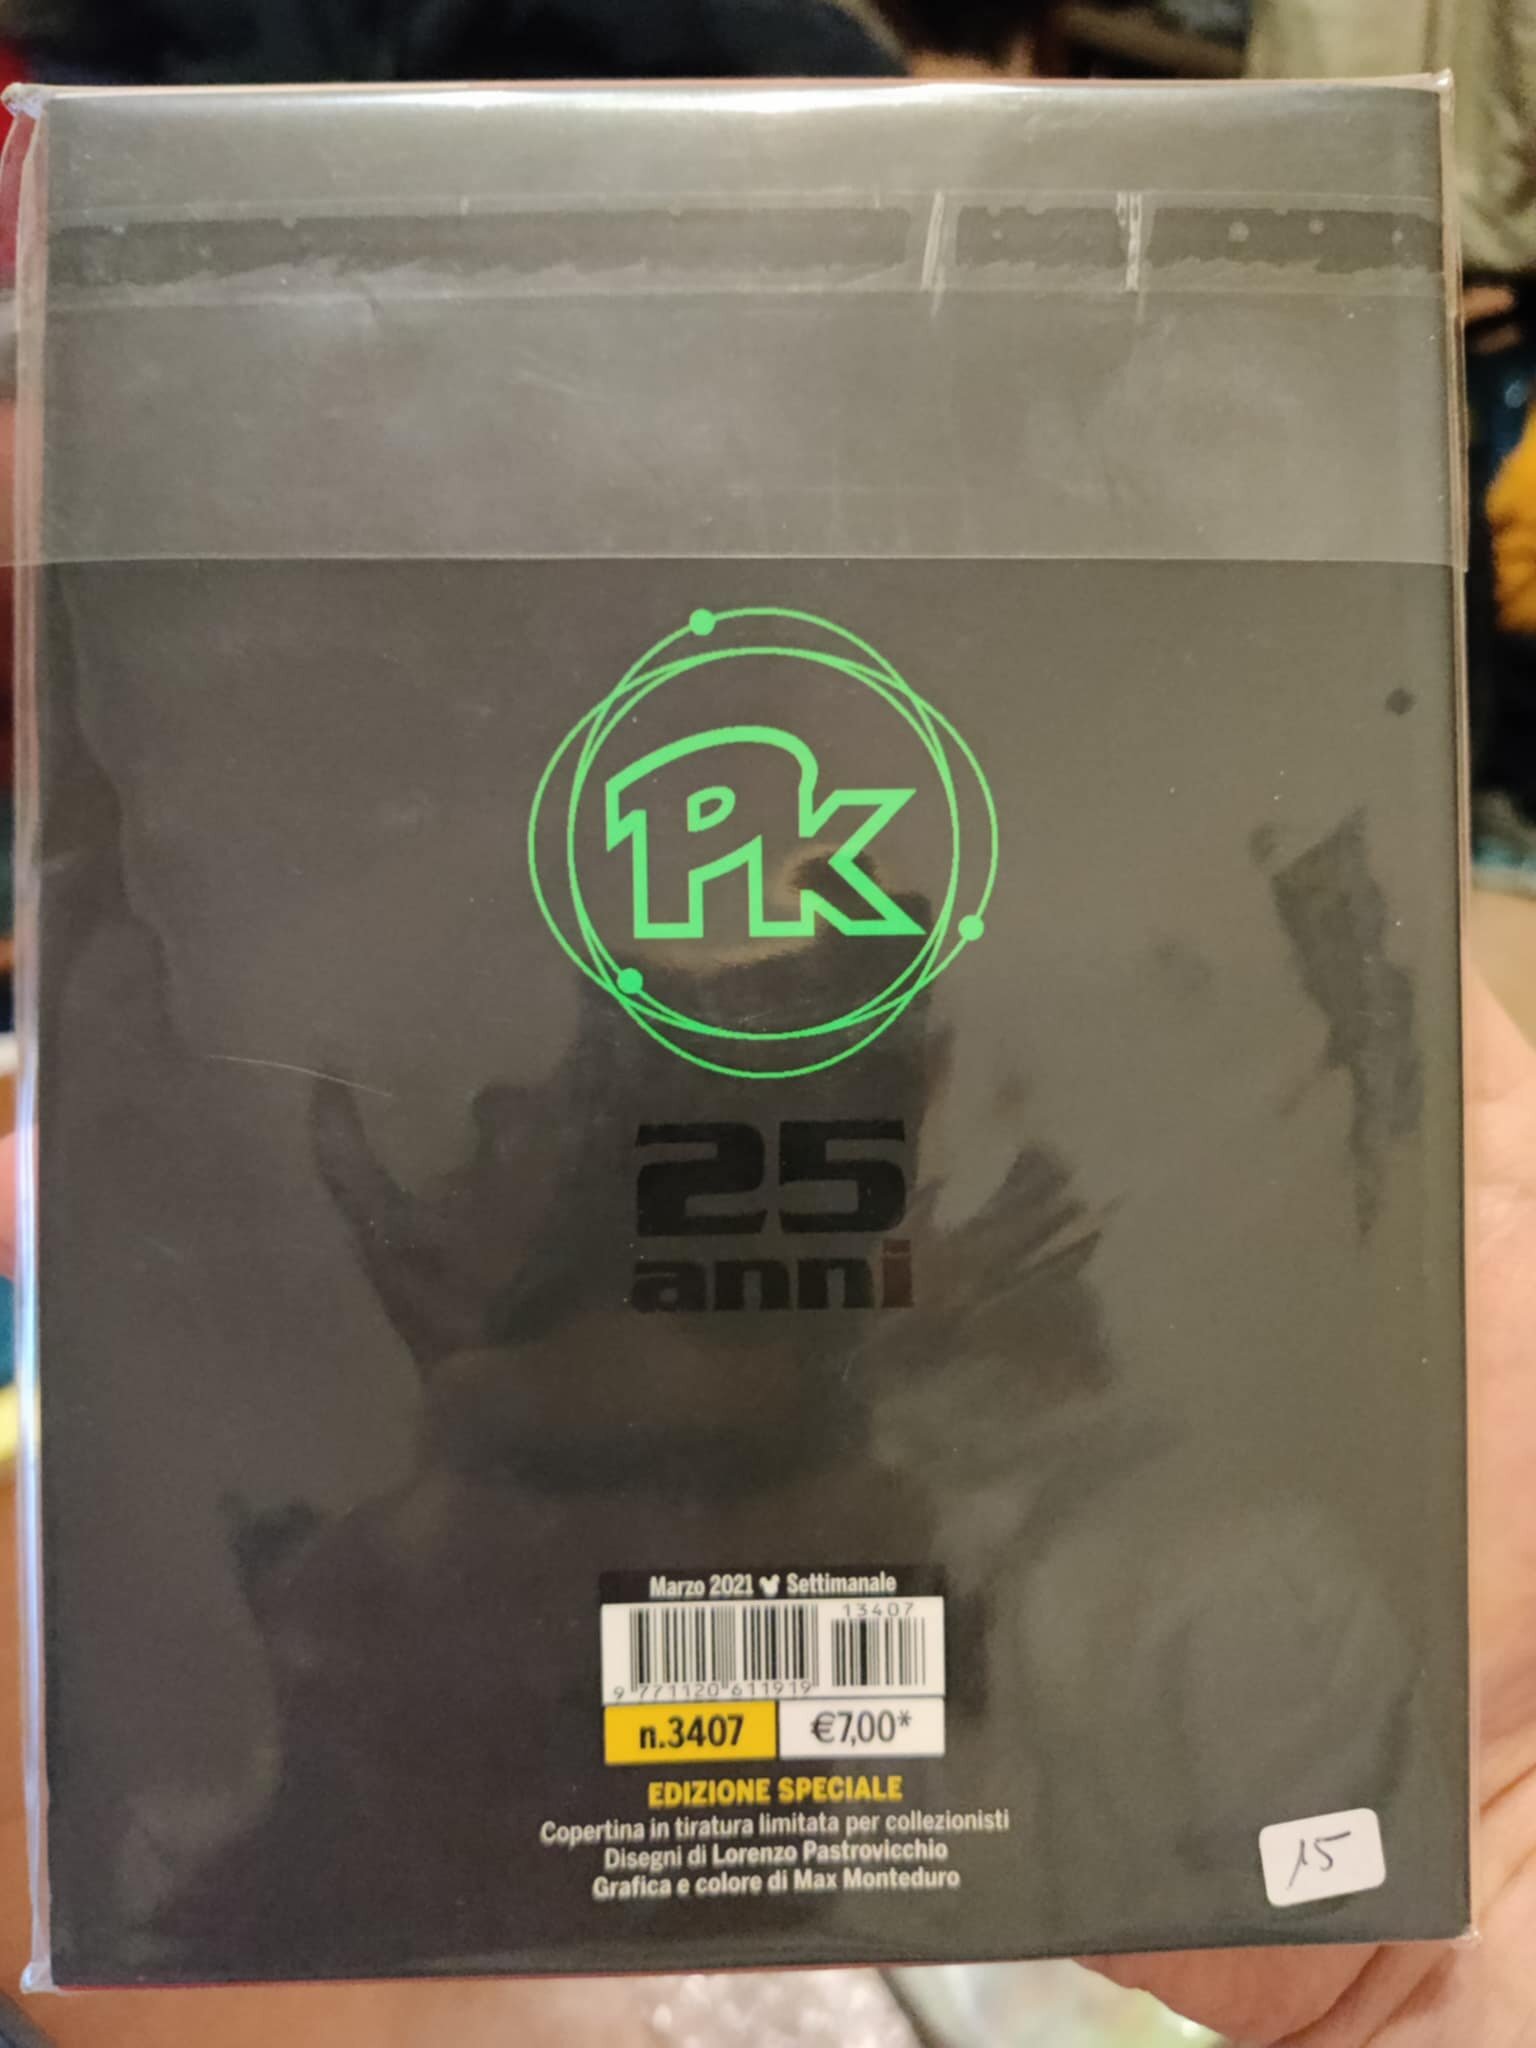 PK
25
anni
Marzo 2021 Settimanale
13407
9 771120 611919
n.3407 €7,00*
EDIZIONE SPECIALE
Copertina in tiratura limitata per collezionisti
Disegni di Lorenzo Pastrovicchio
Grafica e colore di Max Monteduro
15